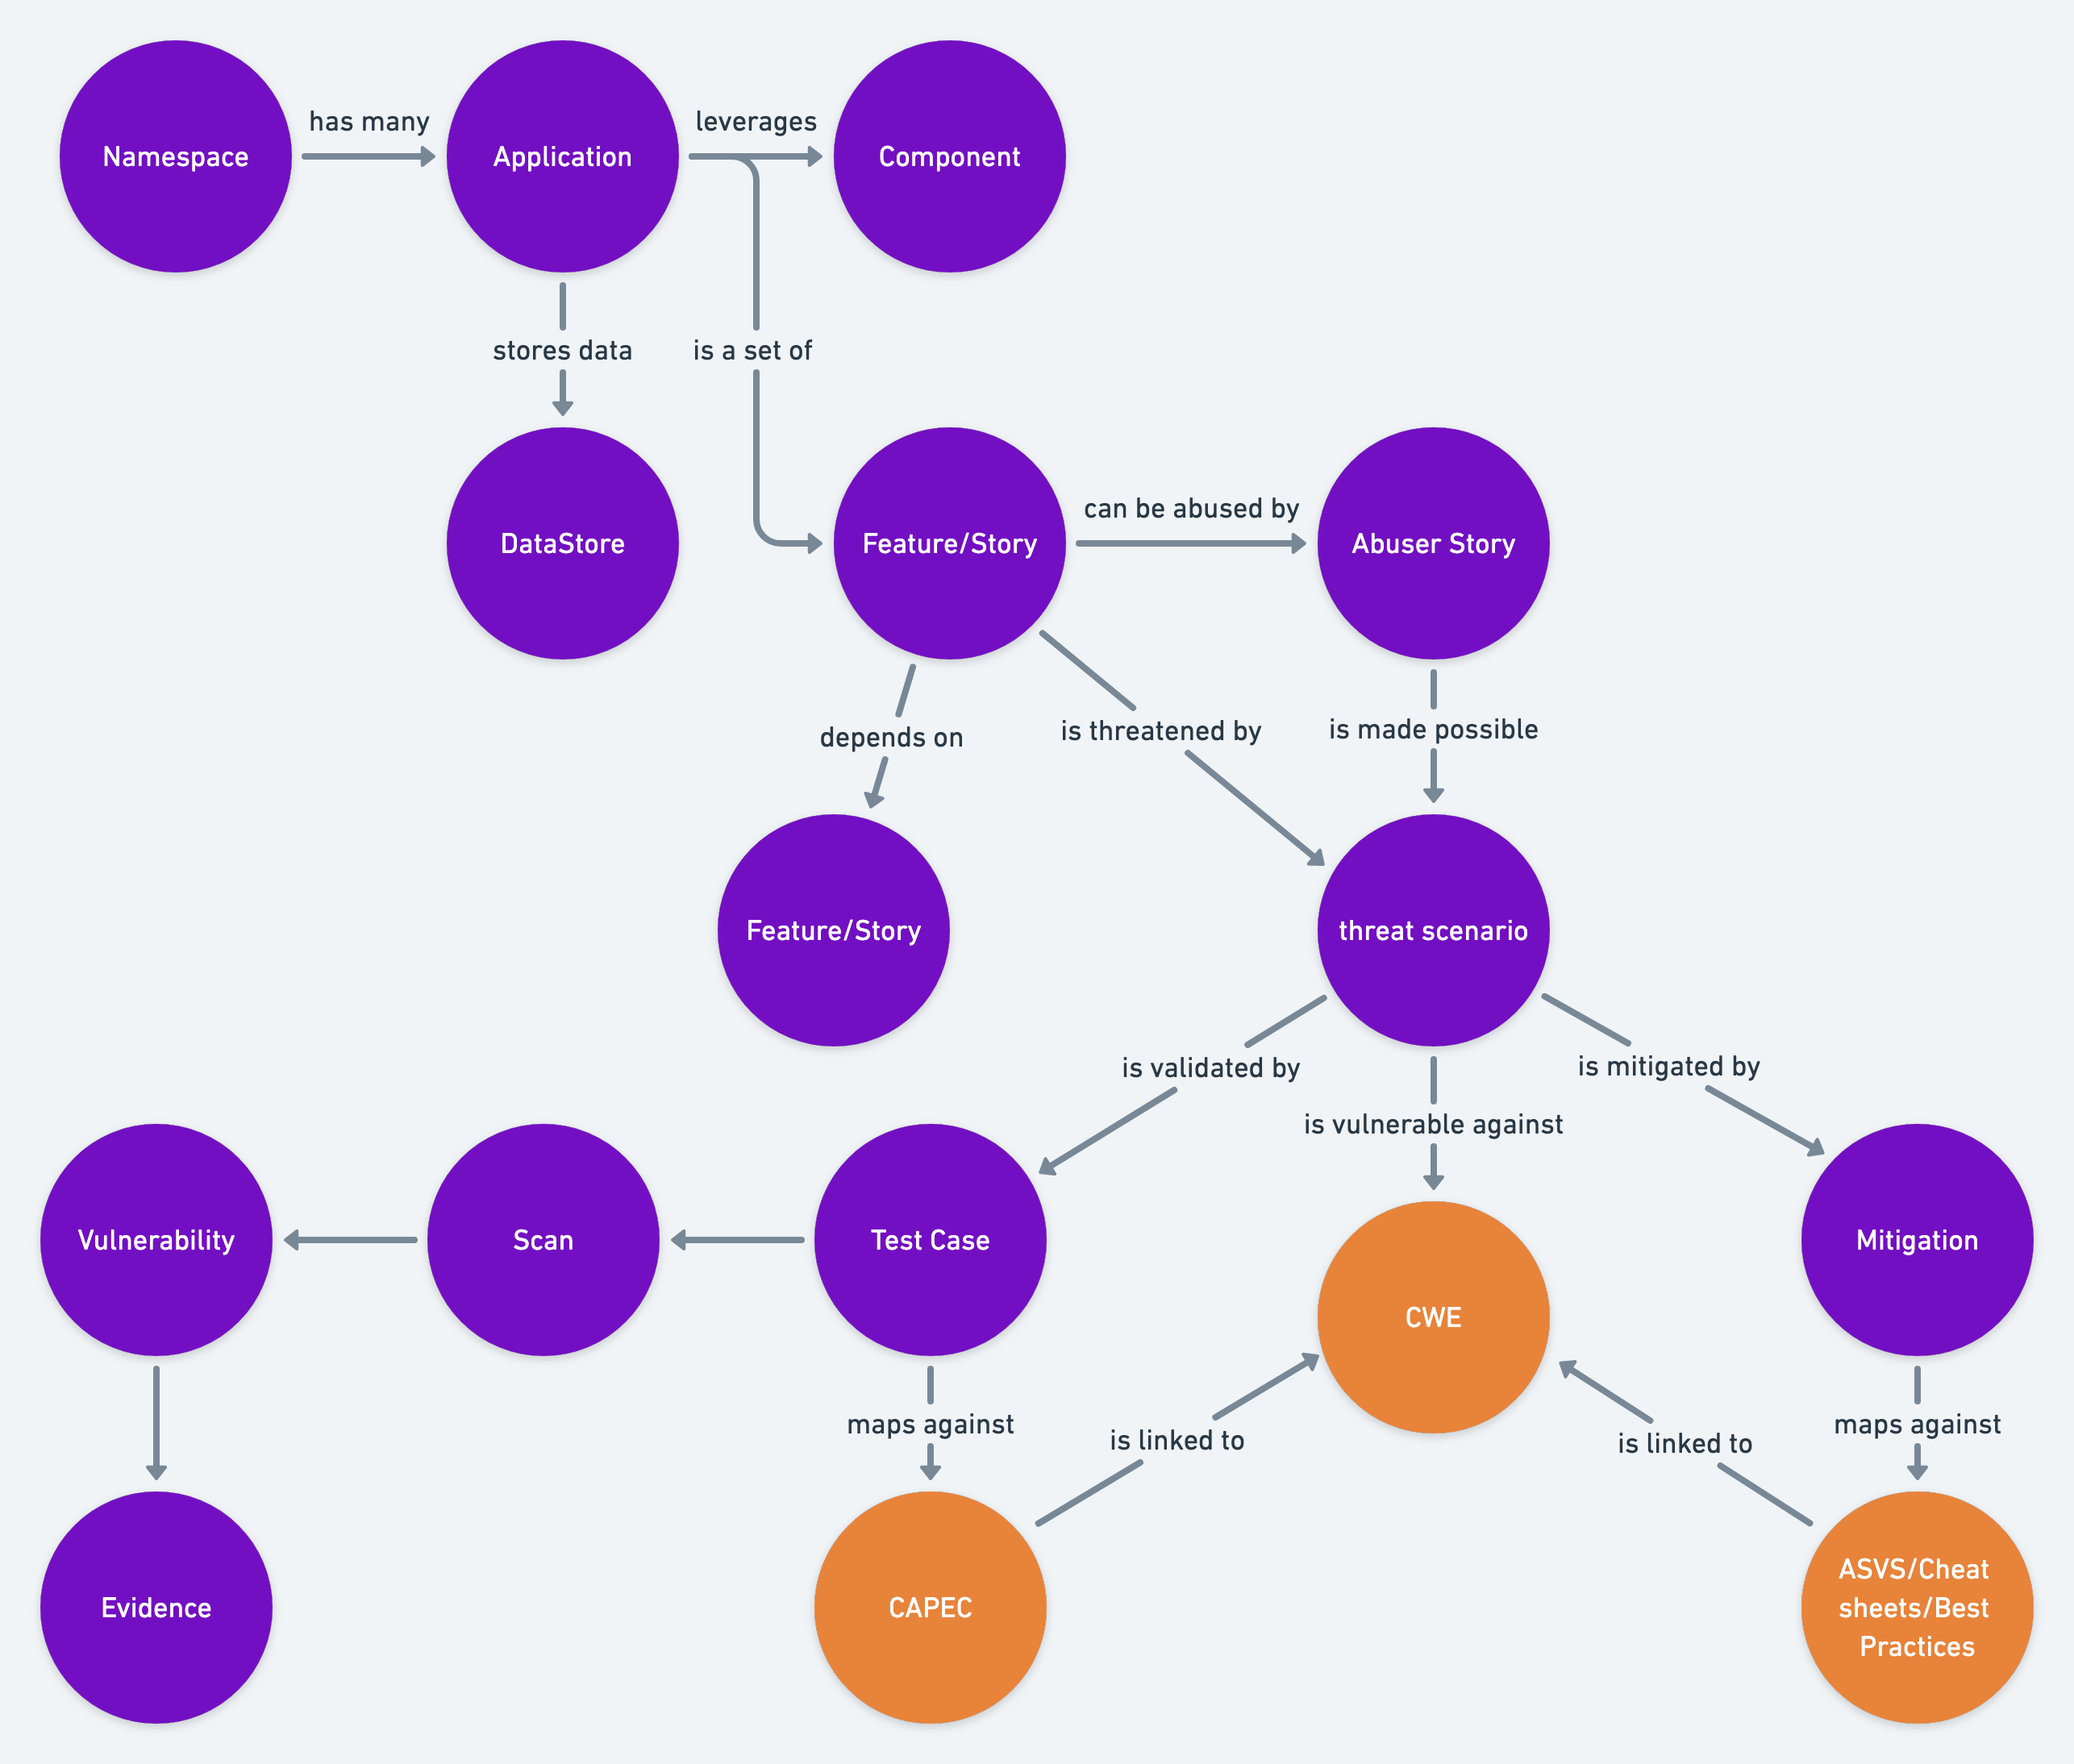 has many
leverages
Namespace
Application
Component
stores data
is a set of
can be abused by
DataStore
Feature/Story
Abuser Story
depends on
is threatened by
is made possible
Feature/Story
threat scenario
is validated by
is mitigated by
is vulnerable against
Vulnerability
Scan
Test Case
Mitigation
CWE
maps against
is linked to
is linked to
maps against
Evidence
CAPEC
ASVS/Cheat
sheets/Best
Practices